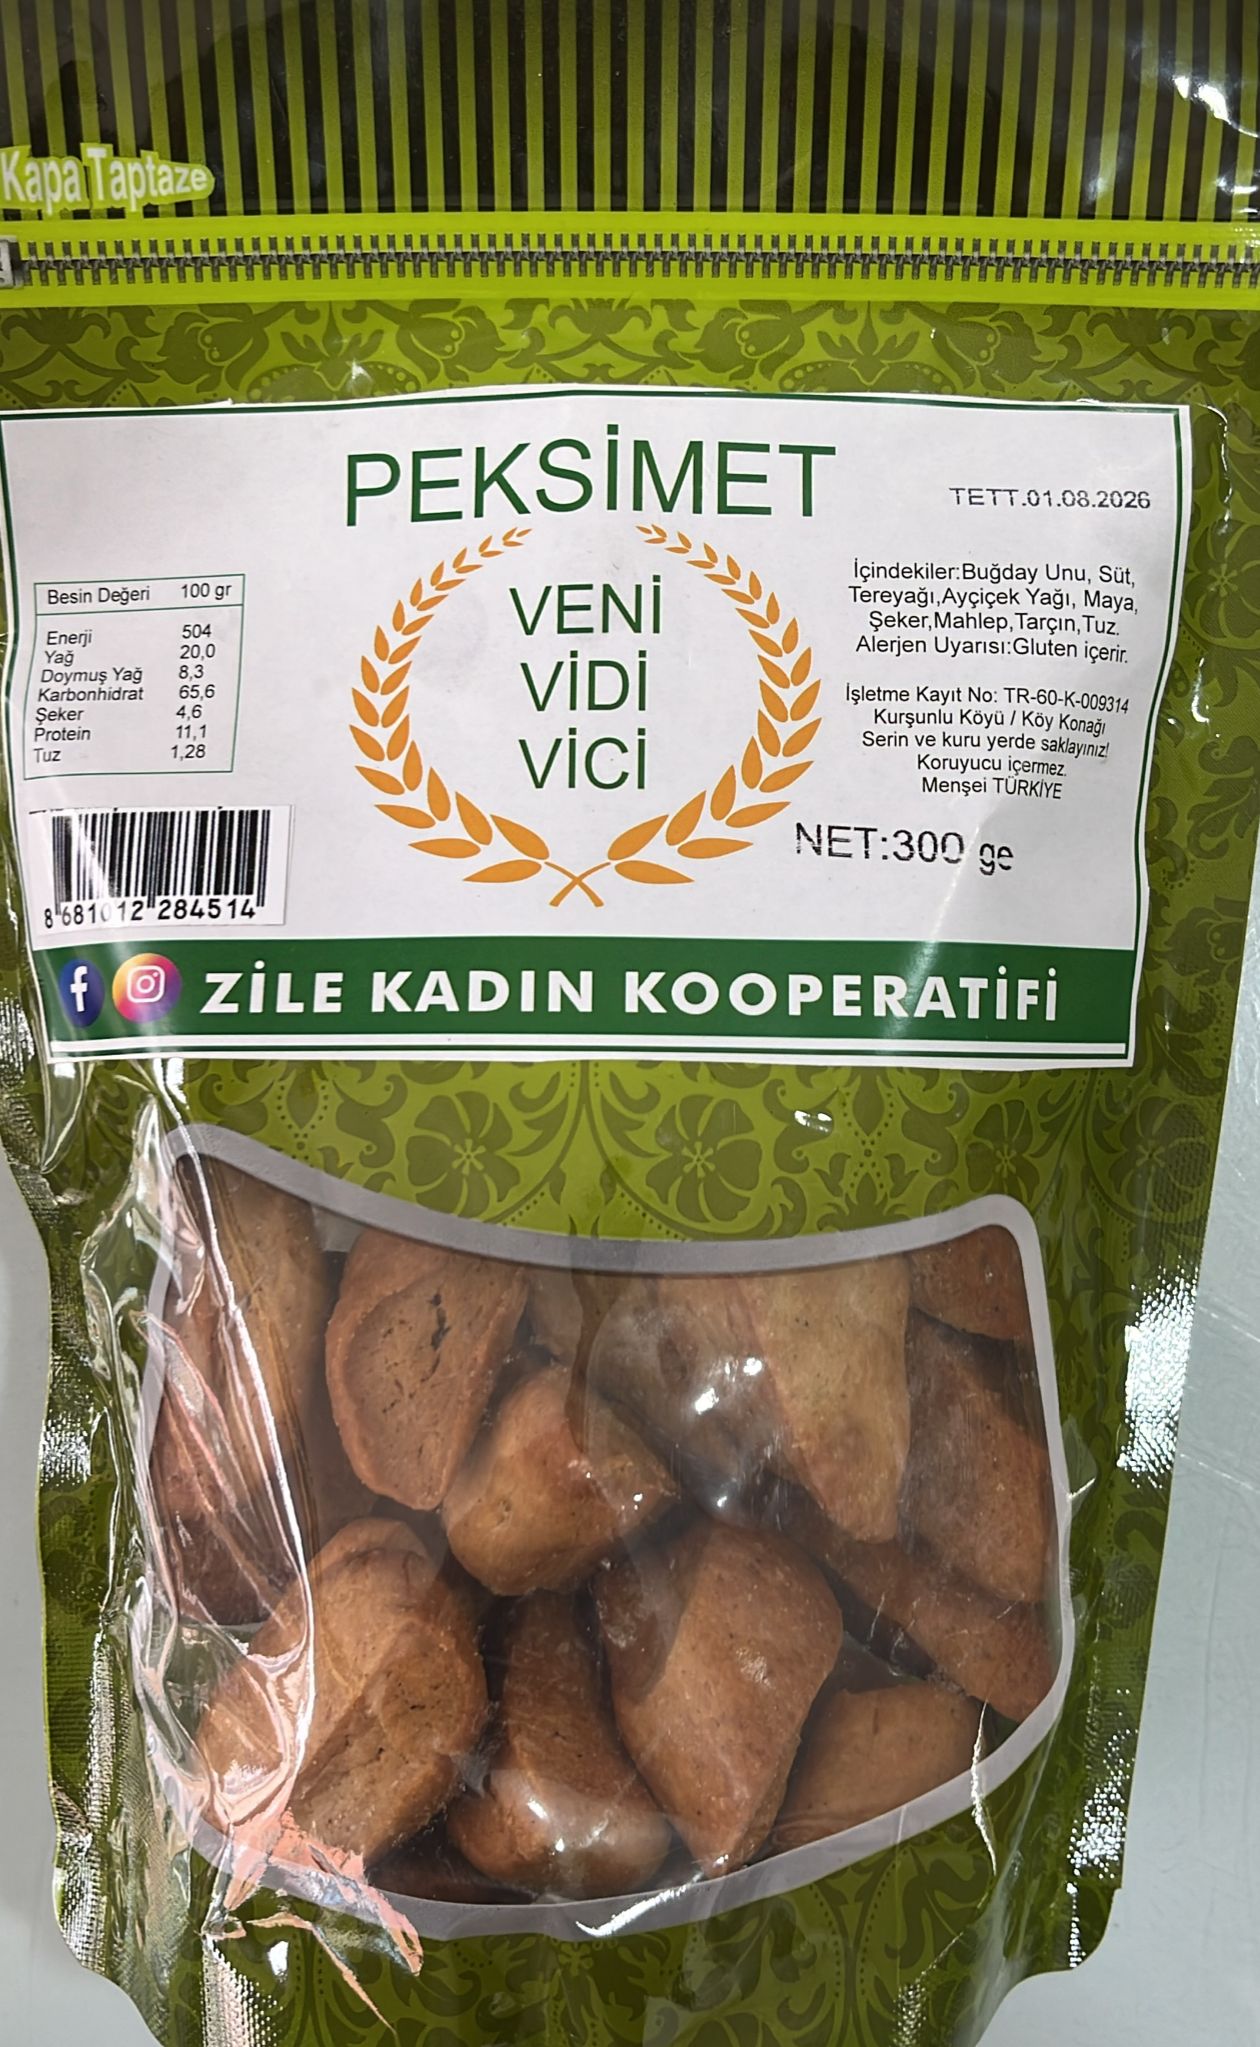 Kapa Taptaze
PEKSİMET
TETT.01.08.2026
VENİ
VİDİ
VİCİ
Besin Değeri 100 gr
Enerji 504
Yağ 20,0
Doymuş Yağ 8,3
Karbonhidrat 65,6
Şeker 4,6
Protein 11,1
Tuz 1,28
İçindekiler:Buğday Unu, Süt,
Tereyağı,Ayçiçek Yağı, Maya,
Şeker,Mahlep,Tarçın,Tuz.
Alerjen Uyarısı:Gluten içerir.
İşletme Kayıt No: TR-60-K-009314
Kurşunlu Köyü / Köy Konağı
Serin ve kuru yerde saklayınız!
Koruyucu içermez.
Menşei TÜRKİYE
NET:300 ge
8 681012 284514
ZİLE KADIN KOOPERATİFİ